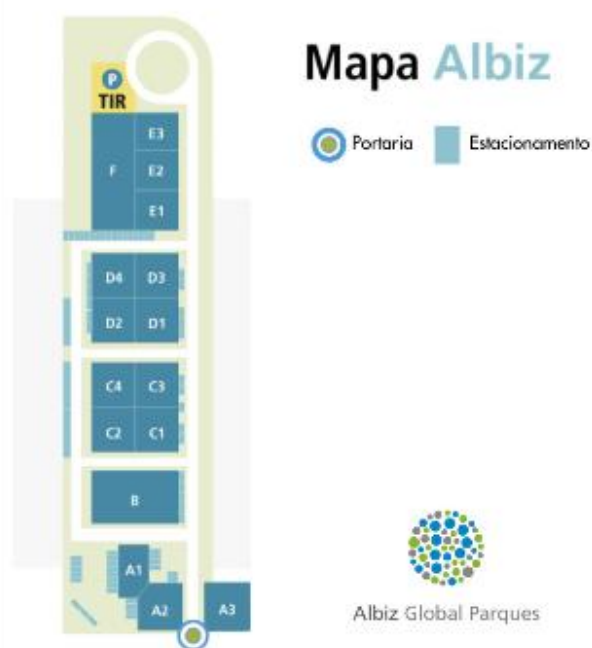 Mapa Albiz
Portaria
Estacionamento
P
TIR
E3
F
E2
E1
D4
D3
D2
D1
C4
C3
C2
C1
B
A1
A2
A3
Albiz Global Parques